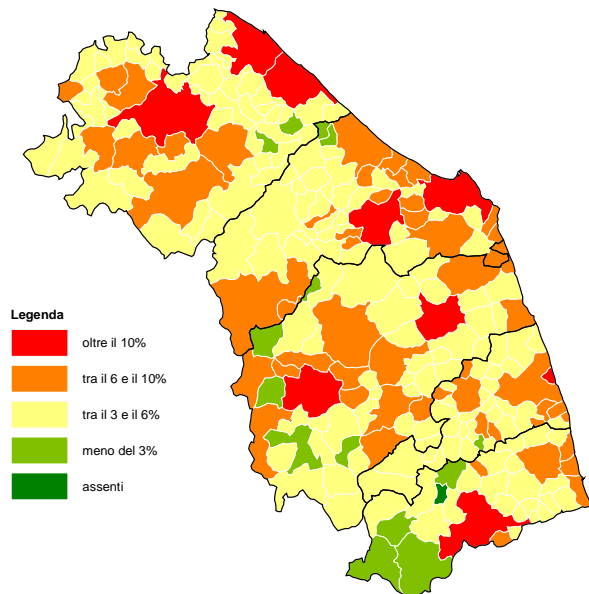 Legenda
oltre il 10%
tra il 6 e il 10%
tra il 3 e il 6%
meno del 3%
assenti